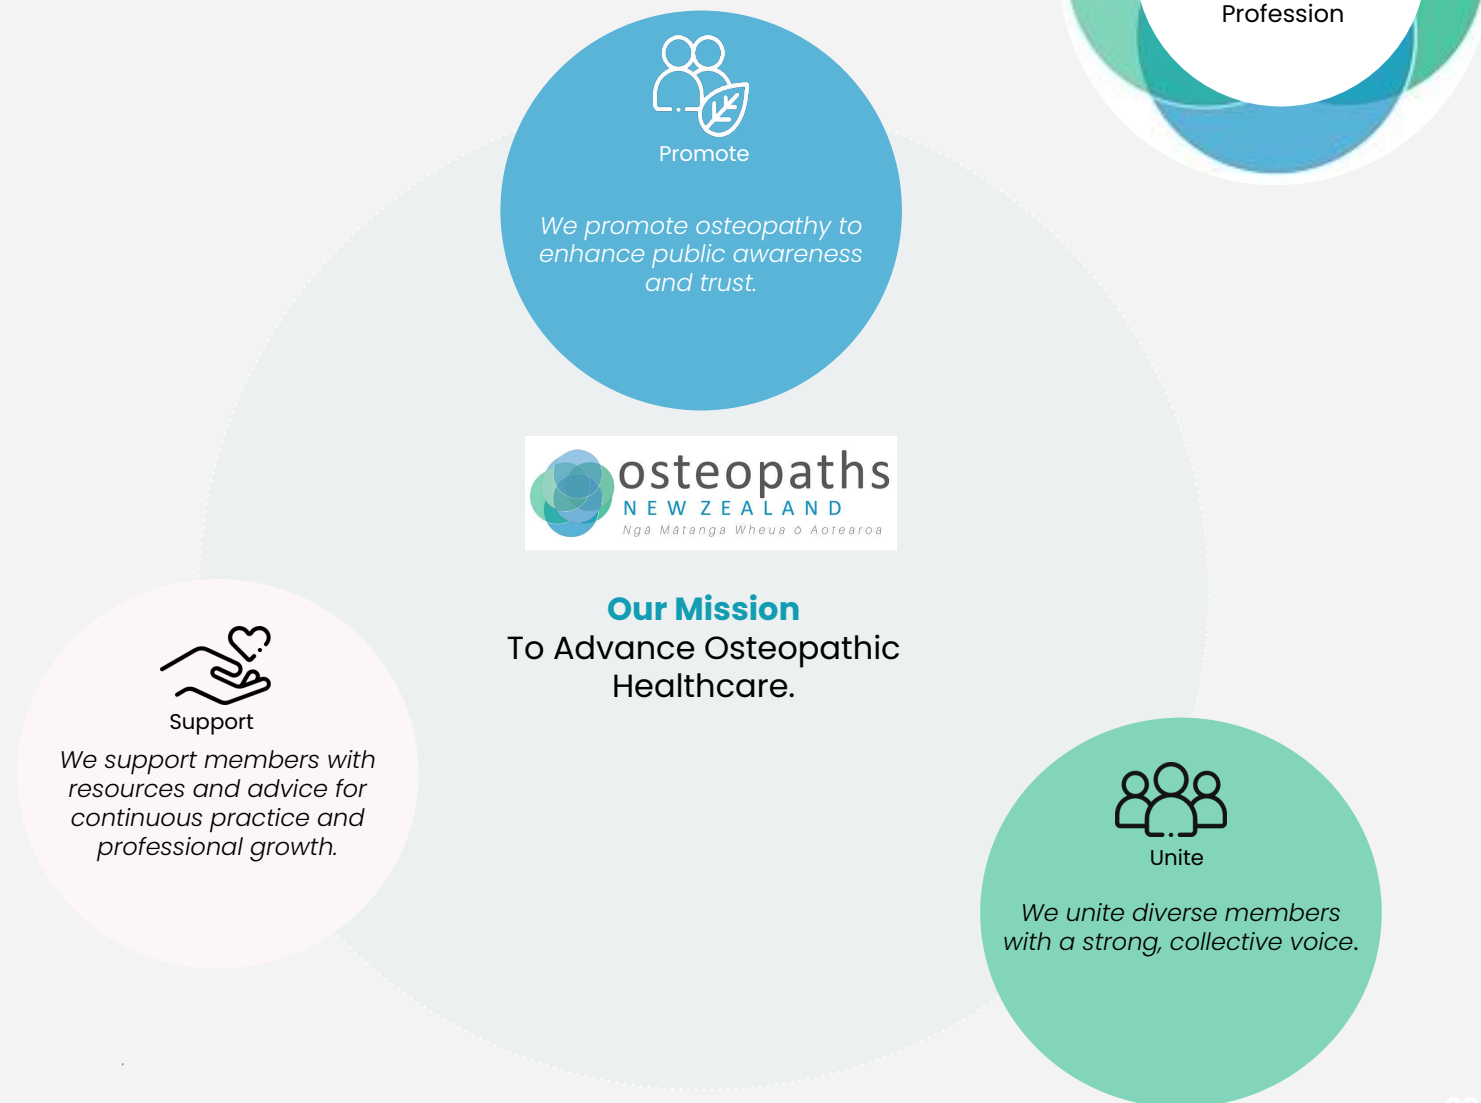 Profession
Promote
We promote osteopathy to
enhance public awareness
and trust.
osteopaths
NEW ZEALAND
Ngā Mātanga Wheua o Aotearoa
Our Mission
To Advance Osteopathic
Healthcare.
Support
We support members with
resources and advice for
continuous practice and
professional growth.
Unite
We unite diverse members
with a strong, collective voice.